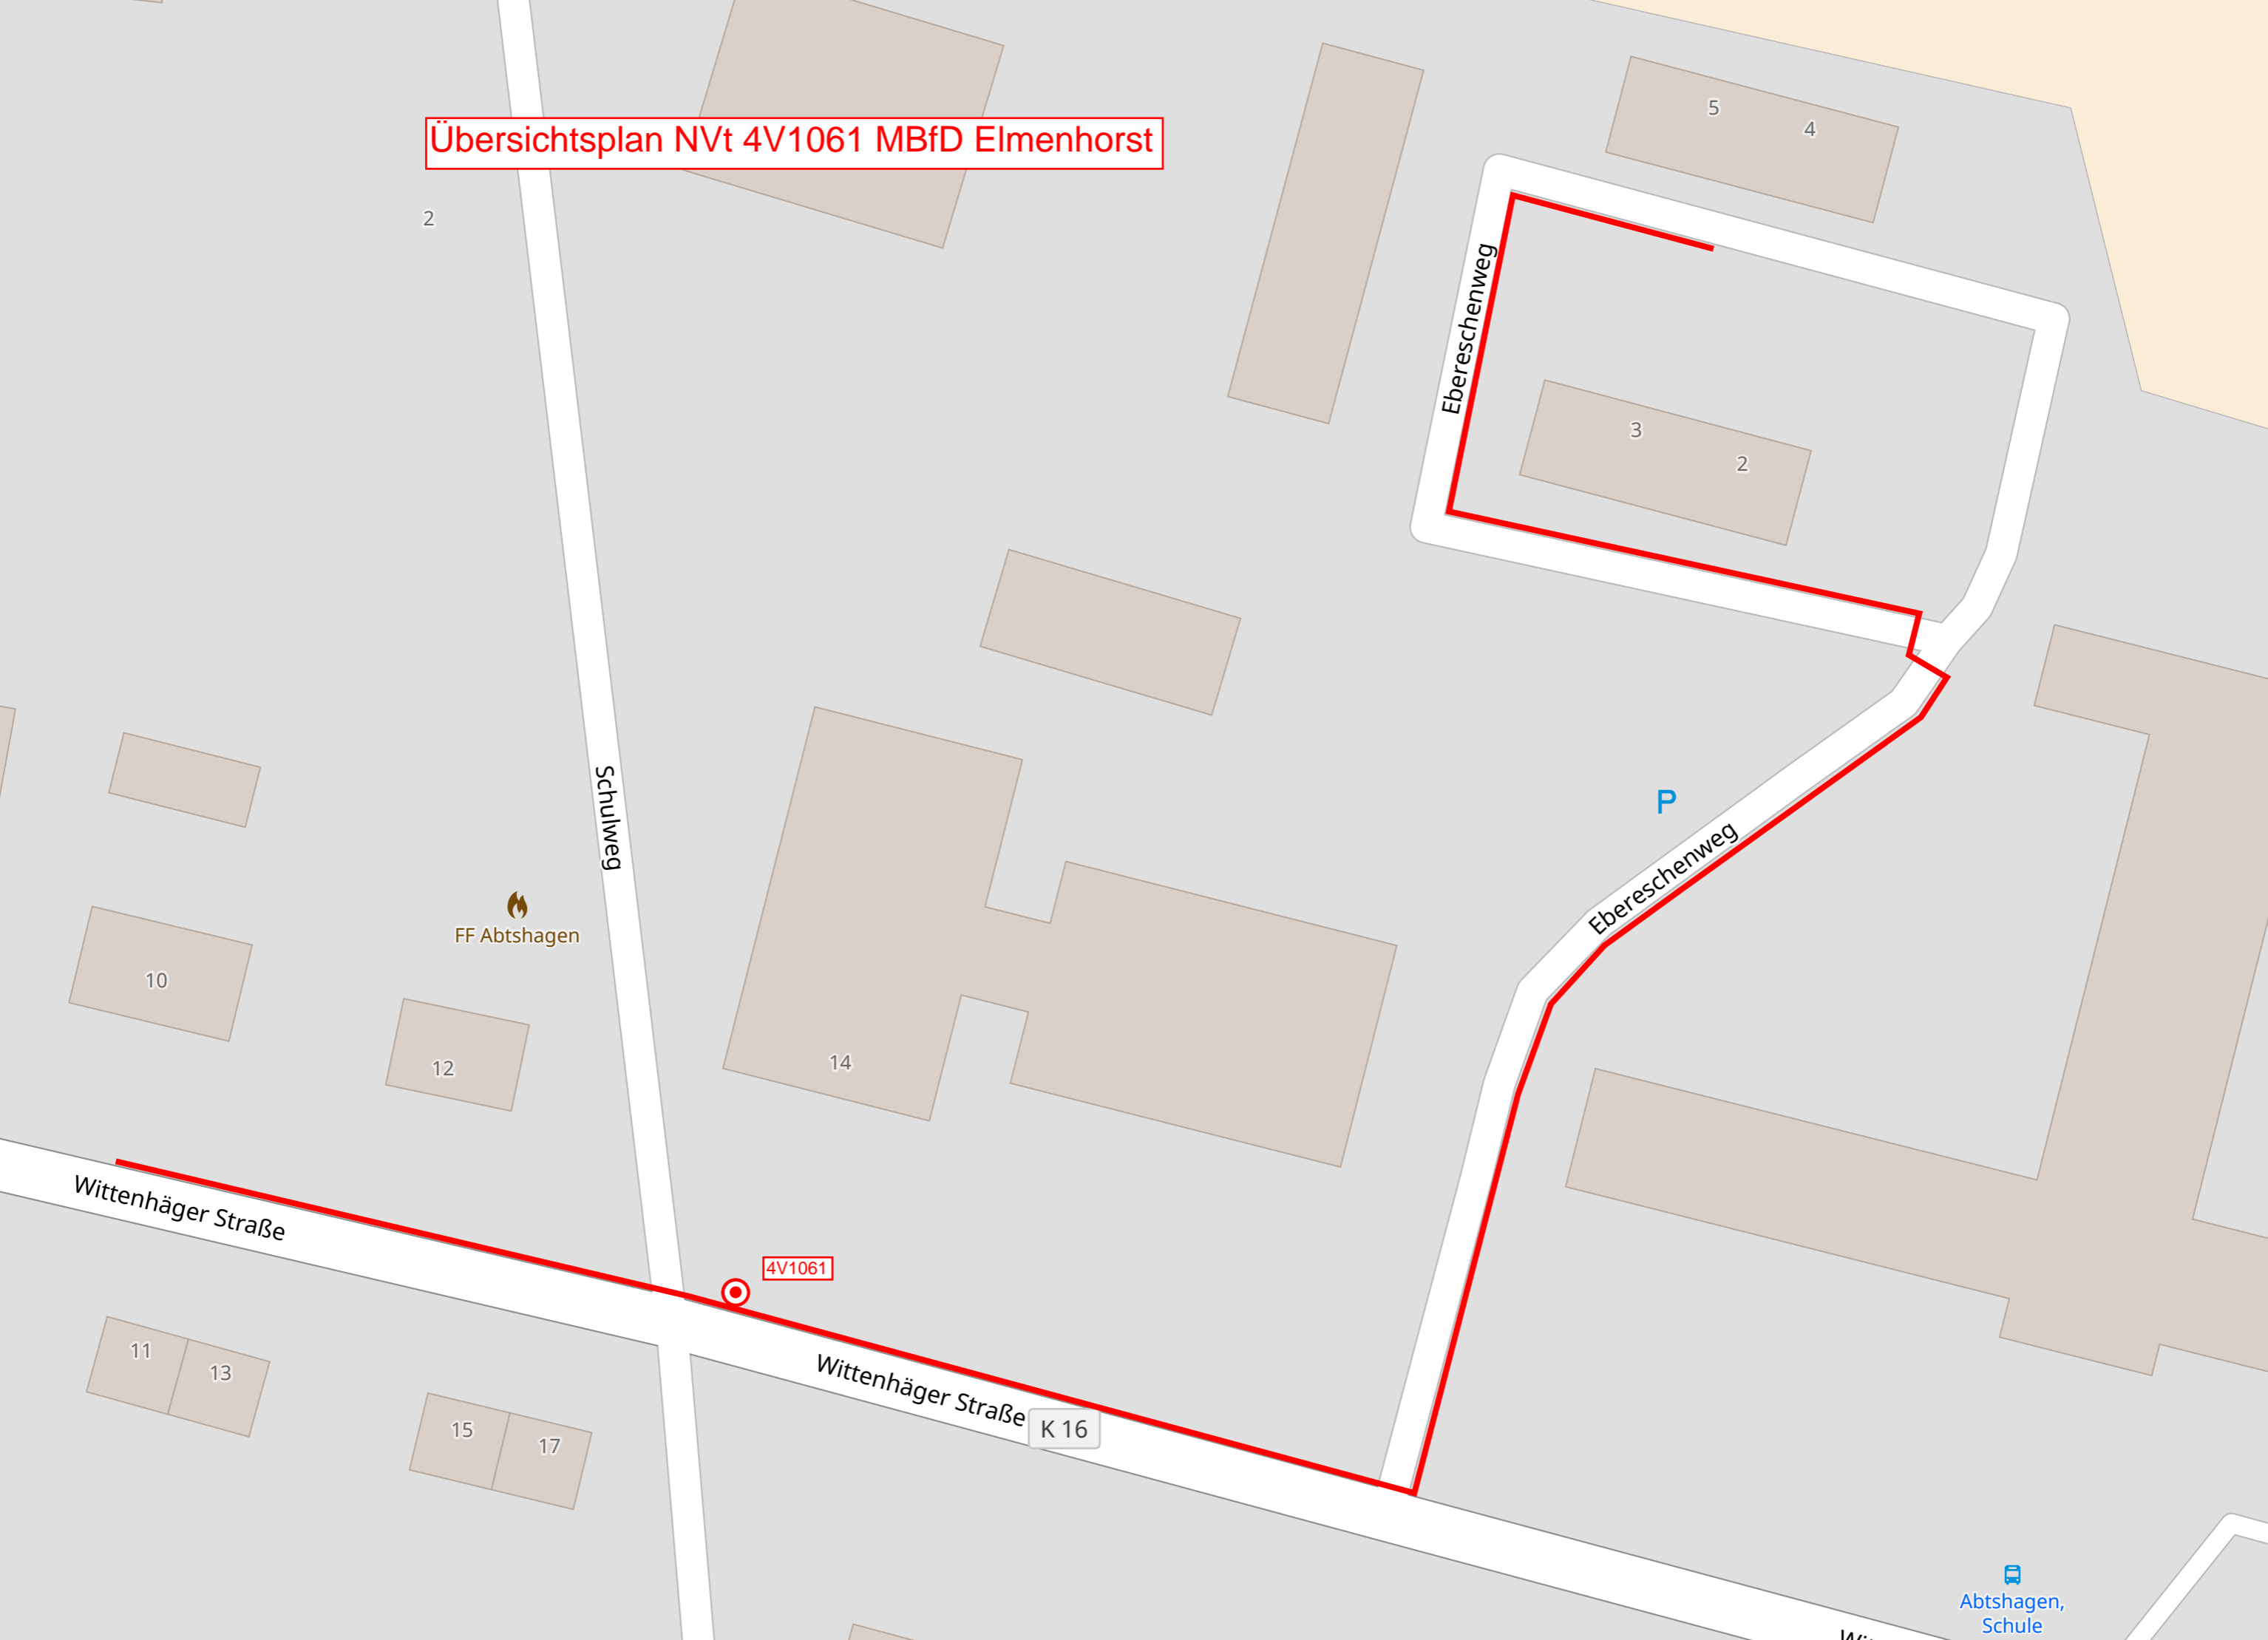 Übersichtsplan NVt 4V1061 MBfD Elmenhorst
5
4
2
Ebereschenweg
3
2
Schulweg
P
Ebereschenweg
FF Abtshagen
10
12
14
Wittenhäger Straße
4V1061
11
13
Wittenhäger Straße
K 16
15
17
Abtshagen,
Schule